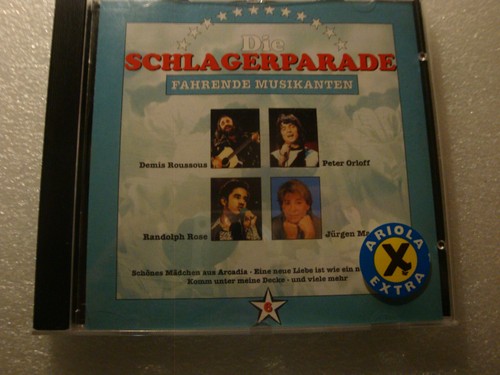 Die
SCHLAGERPARADE
FAHRENDE MUSIKANTEN
Demis Roussous
Peter Orloff
Randolph Rose
Jürgen
Schönes Mädchen aus Arcadia · Eine neue Liebe ist wie ein
Komm unter meine Decke · und viele mehr
ARIOLA
X
EXTRA
6